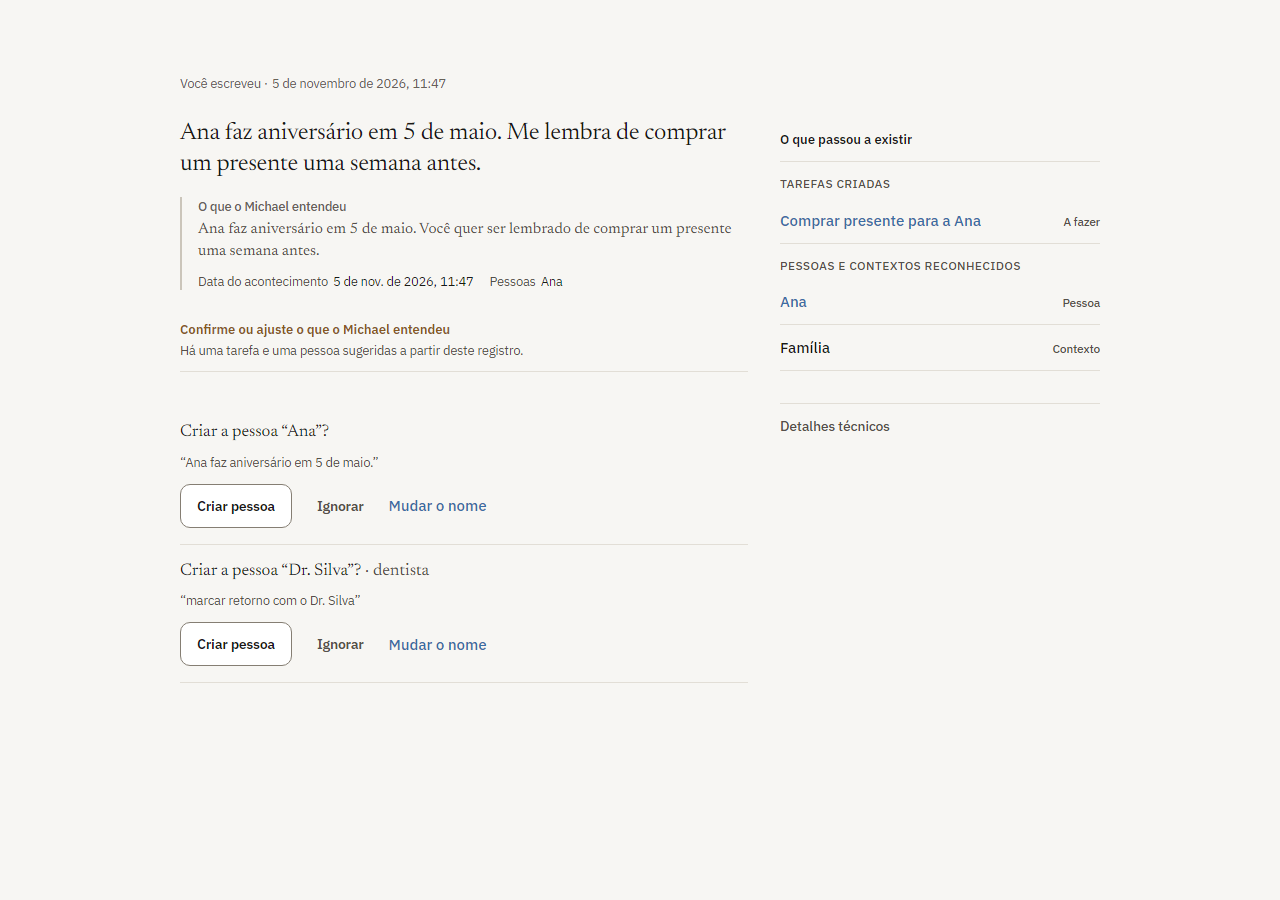 Você escreveu · 5 de novembro de 2026, 11:47
Ana faz aniversário em 5 de maio. Me lembra de comprar
um presente uma semana antes.
O que o Michael entendeu
Ana faz aniversário em 5 de maio. Você quer ser lembrado de comprar um presente
uma semana antes.
Data do acontecimento 5 de nov. de 2026, 11:47 Pessoas Ana
Confirme ou ajuste o que o Michael entendeu
Há uma tarefa e uma pessoa sugeridas a partir deste registro.
Criar a pessoa “Ana”?
“Ana faz aniversário em 5 de maio.”
Criar pessoa Ignorar Mudar o nome
Criar a pessoa “Dr. Silva”? · dentista
“marcar retorno com o Dr. Silva”
Criar pessoa Ignorar Mudar o nome
O que passou a existir
TAREFAS CRIADAS
Comprar presente para a Ana A fazer
PESSOAS E CONTEXTOS RECONHECIDOS
Ana Pessoa
Família Contexto
Detalhes técnicos